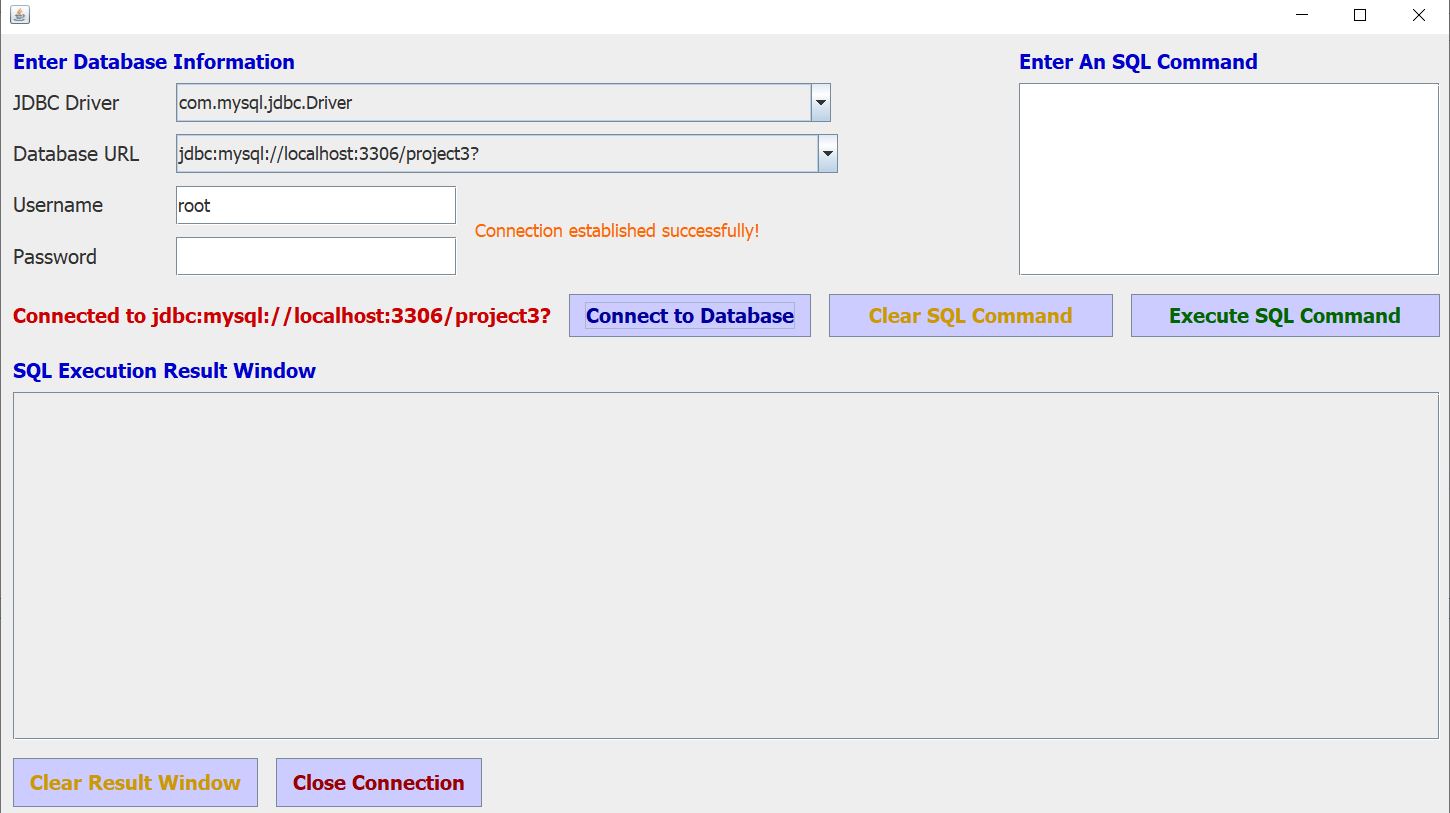 Enter Database Information
Enter An SQL Command
JDBC Driver com.mysql.jdbc.Driver
Database URL jdbc:mysql://localhost:3306/project3?
Username root
Connection established successfully!
Password
Connected to jdbc:mysql://localhost:3306/project3? Connect to Database Clear SQL Command Execute SQL Command
SQL Execution Result Window
Clear Result Window Close Connection